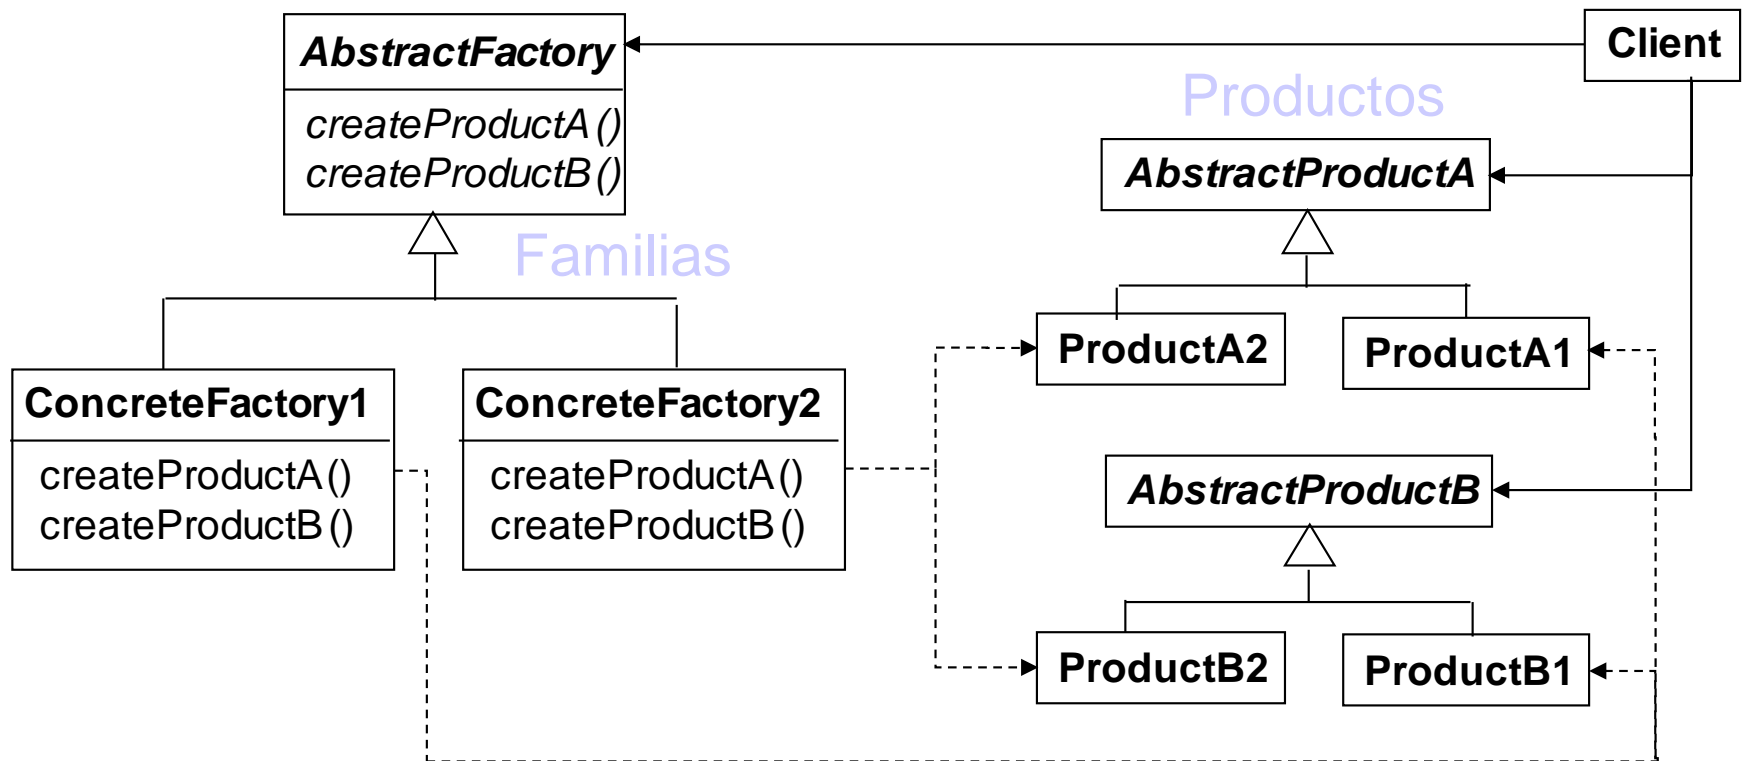 AbstractFactory
createProductA()
createProductB()
Client
Productos
AbstractProductA
Familias
ProductA2
ProductA1
ConcreteFactory1
createProductA()
createProductB()
ConcreteFactory2
createProductA()
createProductB()
AbstractProductB
ProductB2
ProductB1